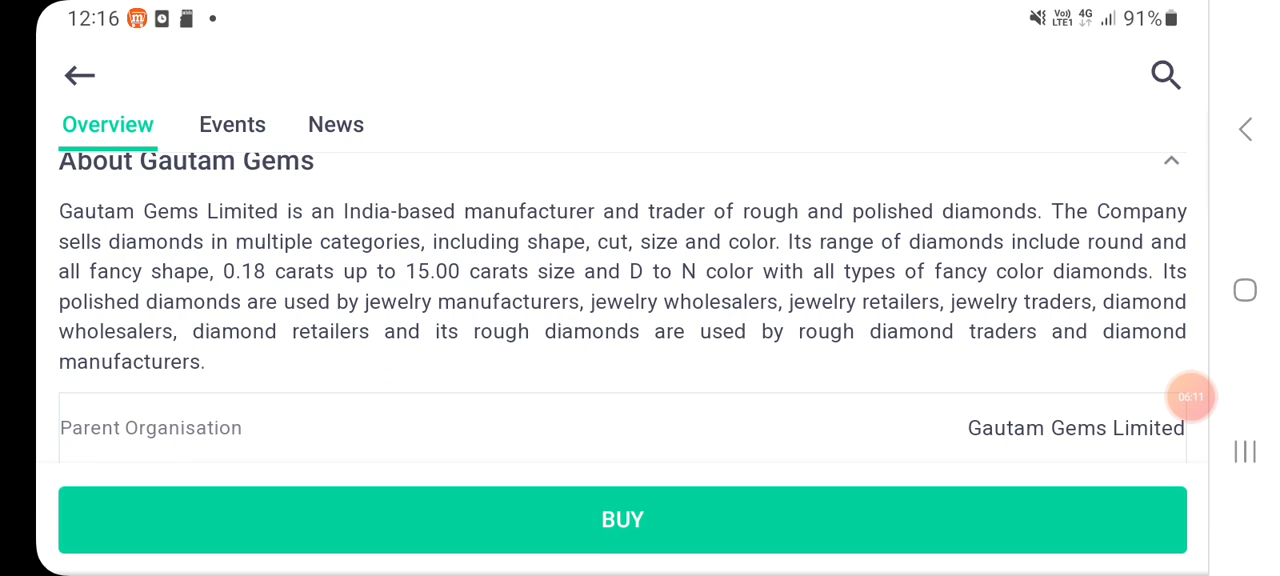 12:16 Vo) LTE1 4G 91%
Overview Events News
About Gautam Gems
Gautam Gems Limited is an India-based manufacturer and trader of rough and polished diamonds. The Company
sells diamonds in multiple categories, including shape, cut, size and color. Its range of diamonds include round and
all fancy shape, 0.18 carats up to 15.00 carats size and D to N color with all types of fancy color diamonds. Its
polished diamonds are used by jewelry manufacturers, jewelry wholesalers, jewelry retailers, jewelry traders, diamond
wholesalers, diamond retailers and its rough diamonds are used by rough diamond traders and diamond
manufacturers.
06:11
Parent Organisation Gautam Gems Limited
BUY